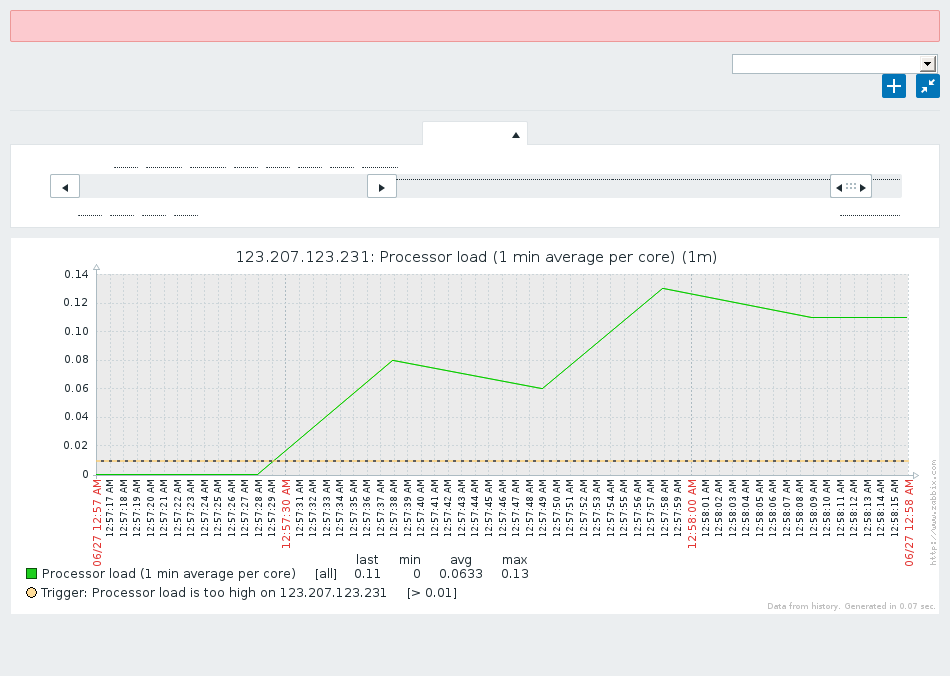 123.207.123.231: Processor load (1 min average per core) (1m)
0.14
0.12
0.10
0.08
0.06
0.04
0.02
0
06/27 12:57 AM
12:57:17 AM
12:57:18 AM
12:57:19 AM
12:57:20 AM
12:57:21 AM
12:57:22 AM
12:57:23 AM
12:57:24 AM
12:57:25 AM
12:57:26 AM
12:57:27 AM
12:57:28 AM
12:57:29 AM
12:57:30 AM
12:57:31 AM
12:57:32 AM
12:57:33 AM
12:57:34 AM
12:57:35 AM
12:57:36 AM
12:57:37 AM
12:57:38 AM
12:57:39 AM
12:57:40 AM
12:57:41 AM
12:57:42 AM
12:57:43 AM
12:57:44 AM
12:57:45 AM
12:57:46 AM
12:57:47 AM
12:57:48 AM
12:57:49 AM
12:57:50 AM
12:57:51 AM
12:57:52 AM
12:57:53 AM
12:57:54 AM
12:57:55 AM
12:57:56 AM
12:57:57 AM
12:57:58 AM
12:57:59 AM
12:58:00 AM
12:58:01 AM
12:58:02 AM
12:58:03 AM
12:58:04 AM
12:58:05 AM
12:58:06 AM
12:58:07 AM
12:58:08 AM
12:58:09 AM
12:58:10 AM
12:58:11 AM
12:58:12 AM
12:58:13 AM
12:58:14 AM
12:58:15 AM
06/27 12:58 AM
http://www.zabbix.com
last min avg max
Processor load (1 min average per core) [all] 0.11 0 0.0633 0.13
Trigger: Processor load is too high on 123.207.123.231 [> 0.01]
Data from history. Generated in 0.07 sec.